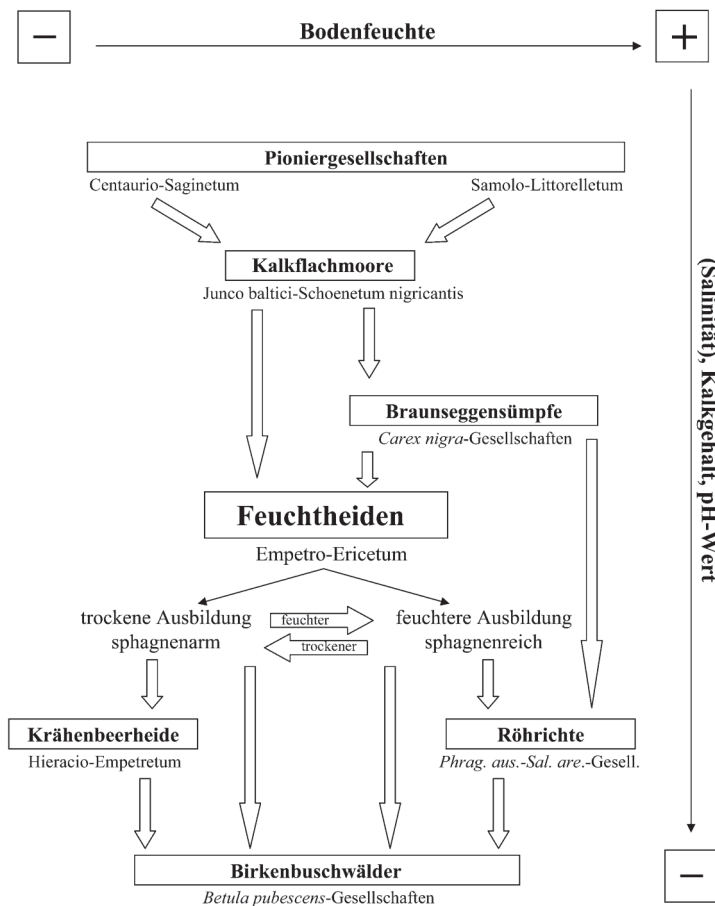 −
Bodenfeuchte
+
Pioniergesellschaften
Centaurio-Saginetum
Samolo-Littorelletum
Kalkflachmoore
Junco baltici-Schoenetum nigricantis
(Salinität), Kalkgehalt, pH-Wert
Braunseggensümpfe
Carex nigra-Gesellschaften
Feuchtheiden
Empetro-Ericetum
trockene Ausbildung
sphagnenarm
feuchter
trockener
feuchtere Ausbildung
sphagnenreich
Krähenbeerheide
Hieracio-Empetretum
Röhrichte
Phrag. aus.-Sal. are.-Gesell.
Birkenbuschwälder
Betula pubescens-Gesellschaften
−